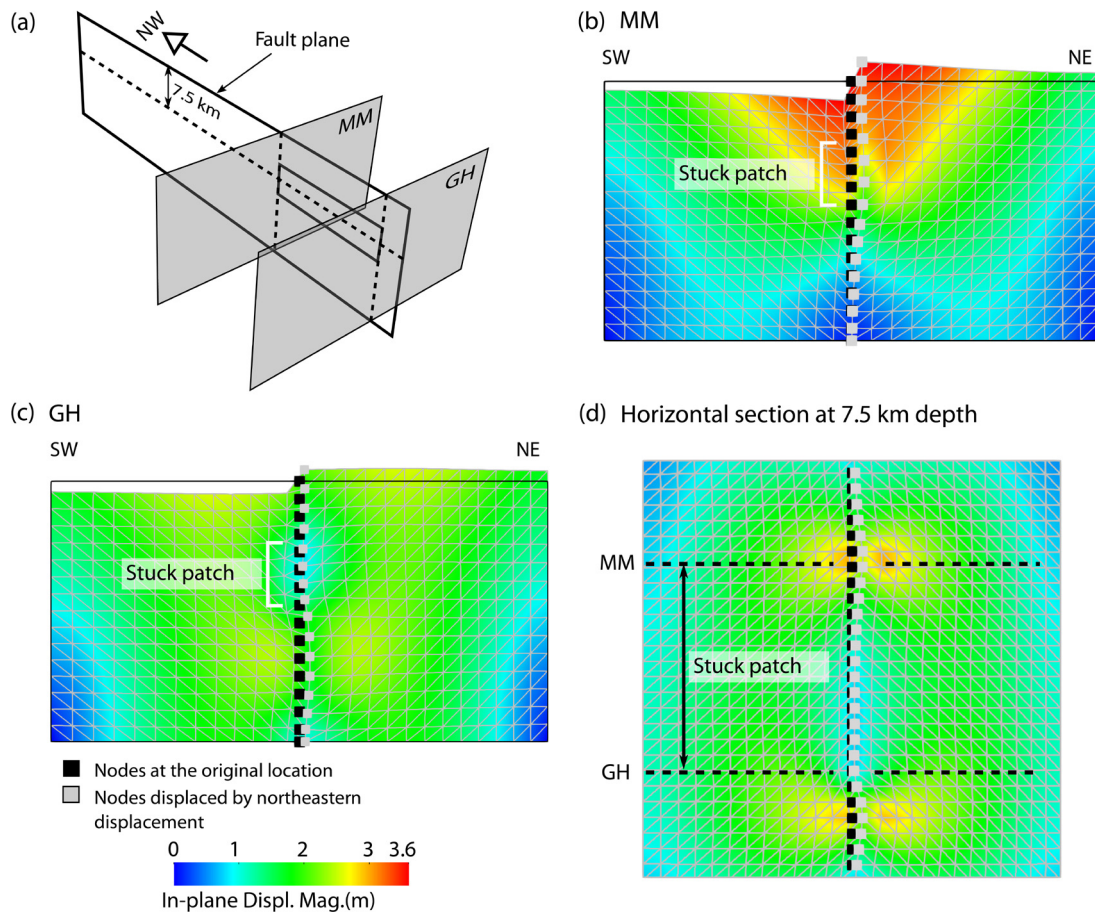 (a)
NW
Fault plane
7.5 km
MM
GH
(b) MM
SW
NE
Stuck patch
(c) GH
SW
NE
Stuck patch
Nodes at the original location
Nodes displaced by northeastern
displacement
0 1 2 3 3.6
In-plane Displ. Mag.(m)
(d) Horizontal section at 7.5 km depth
MM
Stuck patch
GH